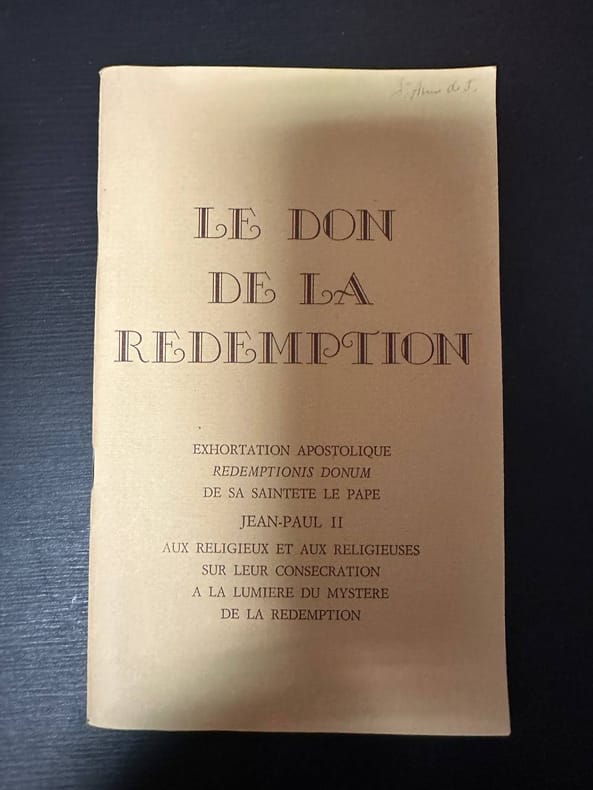 LE DON
DE LA
REDEMPTION
EXHORTATION APOSTOLIQUE
REDEMPTIONIS DONUM
DE SA SAINTETE LE PAPE
JEAN-PAUL II
AUX RELIGIEUX ET AUX RELIGIEUSES
SUR LEUR CONSECRATION
A LA LUMIERE DU MYSTERE
DE LA REDEMPTION